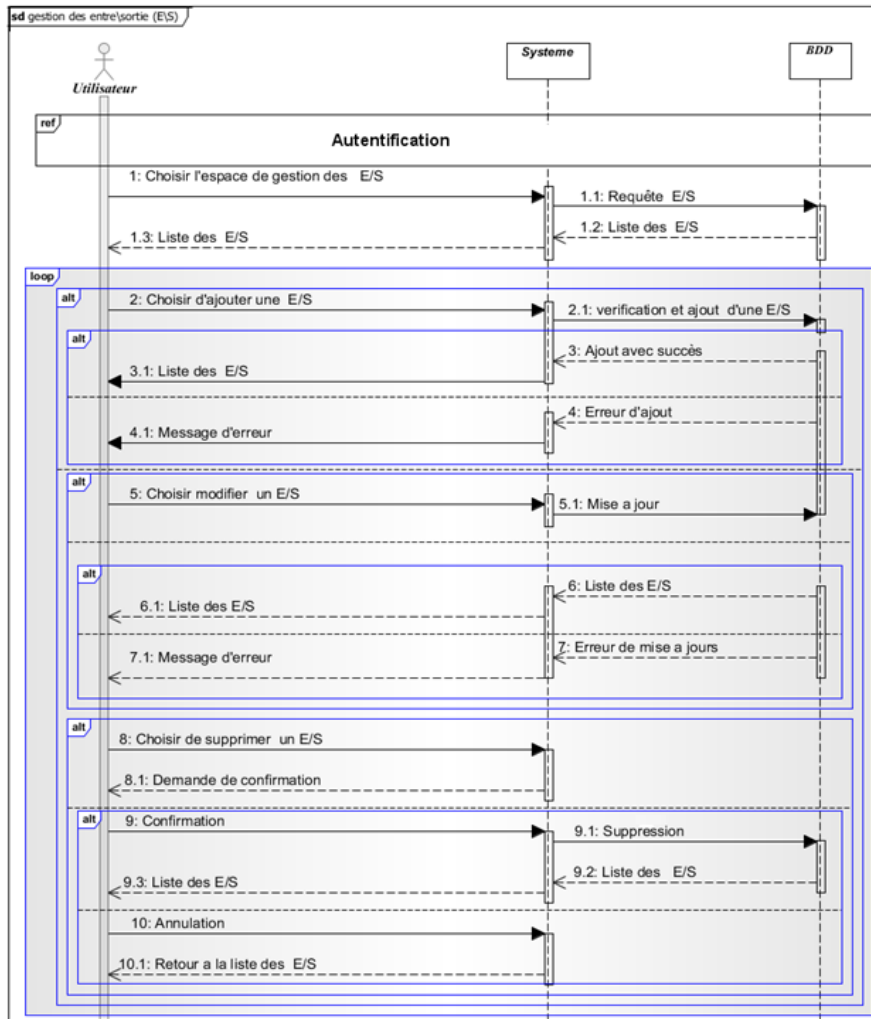 sd gestion des entre\sortie (E\S)
Utilisateur
Systeme
BDD
ref
Autentification
1: Choisir l'espace de gestion des E/S
1.1: Requête E/S
1.2: Liste des E/S
1.3: Liste des E/S
loop
alt
2: Choisir d'ajouter une E/S
2.1: verification et ajout d'une E/S
alt
3: Ajout avec succès
3.1: Liste des E/S
4: Erreur d'ajout
4.1: Message d'erreur
alt
5: Choisir modifier un E/S
5.1: Mise a jour
alt
6: Liste des E/S
6.1: Liste des E/S
7: Erreur de mise a jours
7.1: Message d'erreur
alt
8: Choisir de supprimer un E/S
8.1: Demande de confirmation
alt
9: Confirmation
9.1: Suppression
9.2: Liste des E/S
9.3: Liste des E/S
10: Annulation
10.1: Retour a la liste des E/S